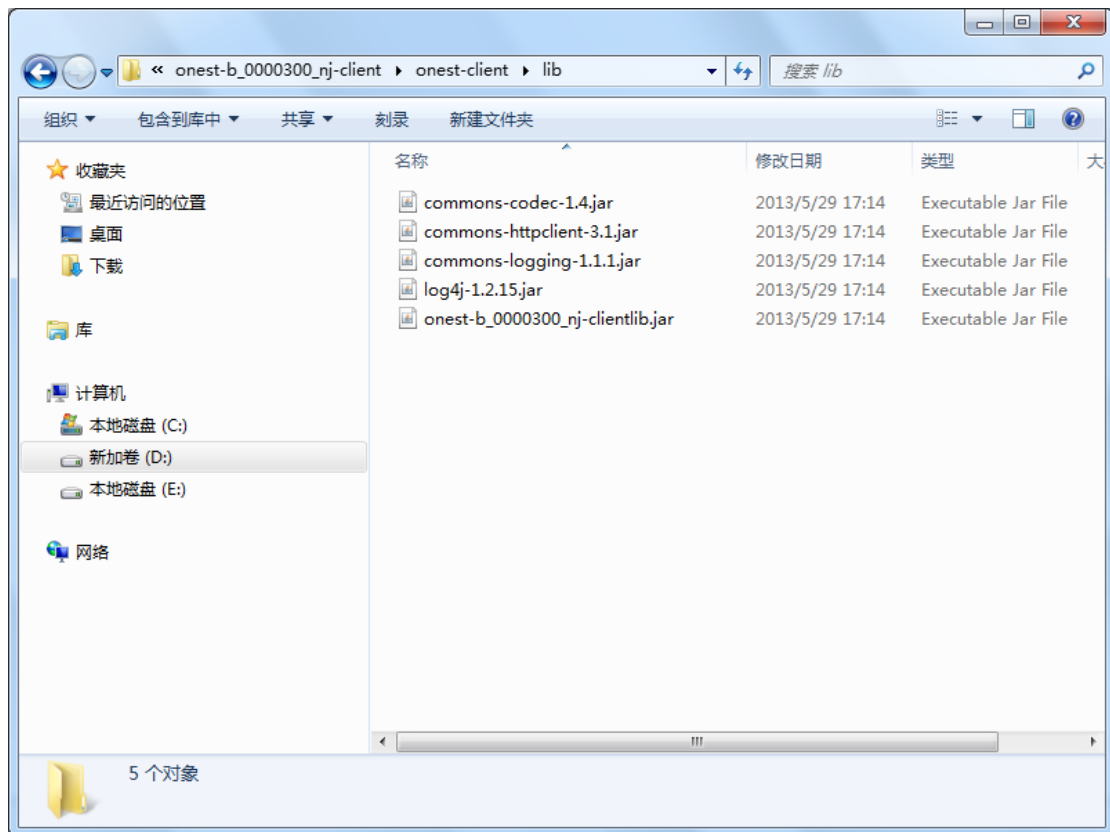 « onest-b_0000300_nj-client ▸ onest-client ▸ lib
搜索 lib
组织 包含到库中 共享 刻录 新建文件夹
收藏夹
最近访问的位置
桌面
下载
库
计算机
本地磁盘 (C:)
新加卷 (D:)
本地磁盘 (E:)
网络
名称 修改日期 类型 大
commons-codec-1.4.jar 2013/5/29 17:14 Executable Jar File
commons-httpclient-3.1.jar 2013/5/29 17:14 Executable Jar File
commons-logging-1.1.1.jar 2013/5/29 17:14 Executable Jar File
log4j-1.2.15.jar 2013/5/29 17:14 Executable Jar File
onest-b_0000300_nj-clientlib.jar 2013/5/29 17:14 Executable Jar File
5 个对象